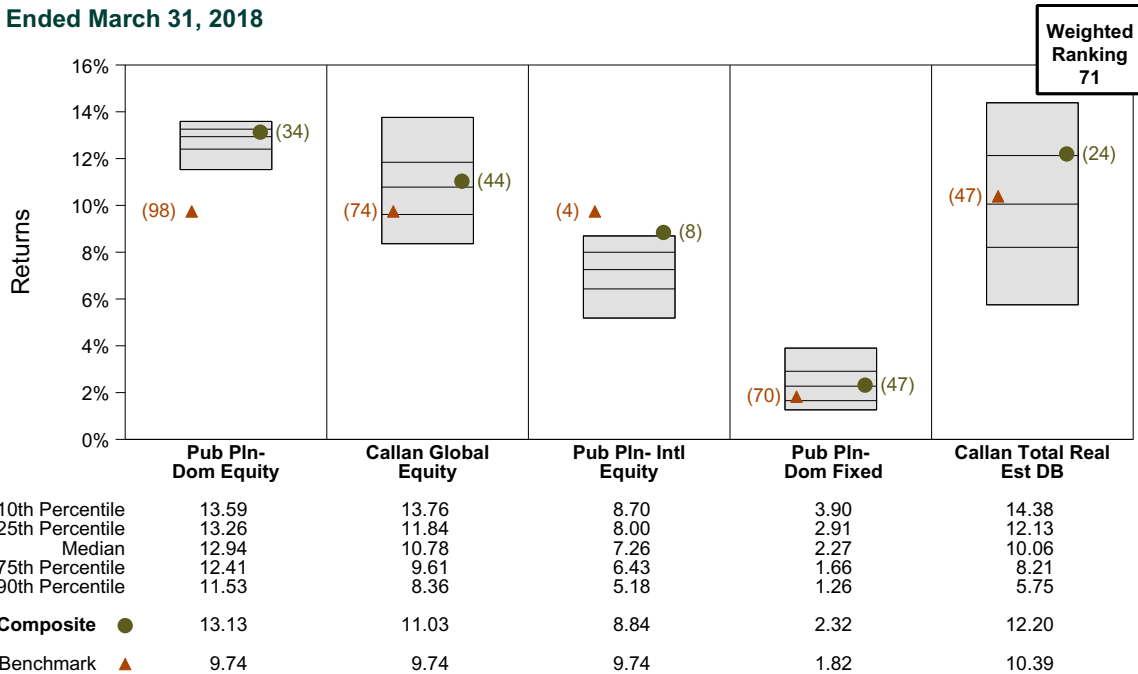 Ended March 31, 2018
Weighted
Ranking
71
Returns
16%
14%
12%
10%
8%
6%
4%
2%
0%
(34)
(98)
(44)
(74)
(4)
(8)
(70)
(47)
(24)
(47)
Pub Pln- Dom Equity
Callan Global Equity
Pub Pln- Intl Equity
Pub Pln- Dom Fixed
Callan Total Real Est DB
10th Percentile 13.59 13.76 8.70 3.90 14.38
25th Percentile 13.26 11.84 8.00 2.91 12.13
Median 12.94 10.78 7.26 2.27 10.06
75th Percentile 12.41 9.61 6.43 1.66 8.21
90th Percentile 11.53 8.36 5.18 1.26 5.75
Composite 13.13 11.03 8.84 2.32 12.20
Benchmark 9.74 9.74 9.74 1.82 10.39